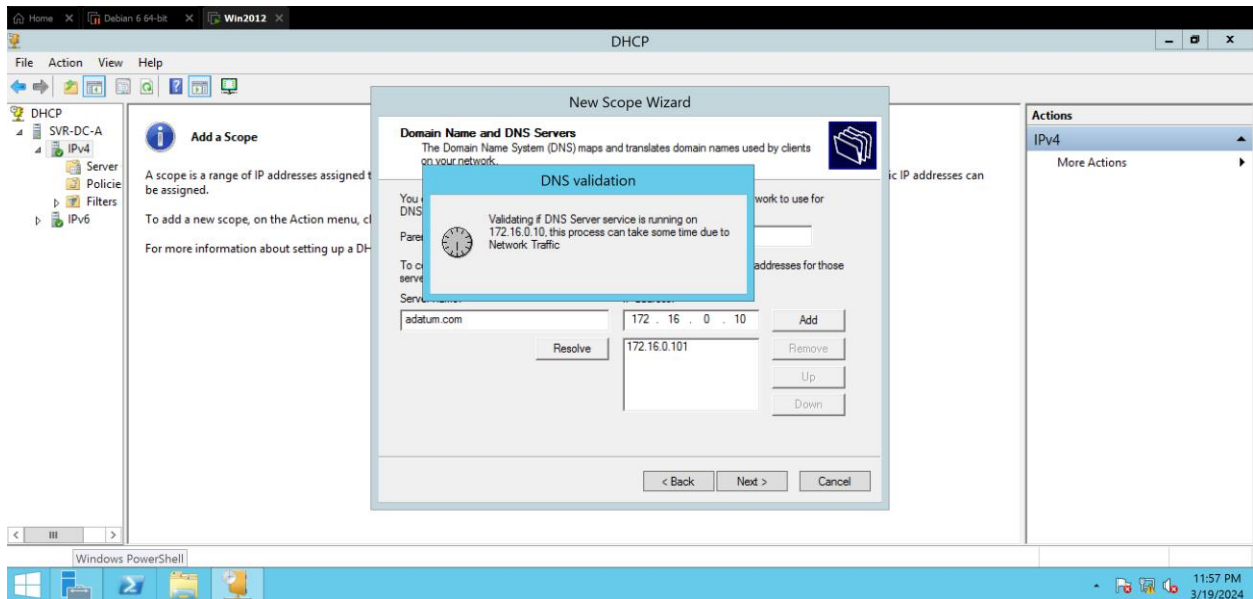 Home
Debian 6 64-bit
Win2012
DHCP
File Action View Help
DHCP
SVR-DC-A
IPv4
Server
Policie
Filters
IPv6
Add a Scope
A scope is a range of IP addresses assigned t
ic IP addresses can
be assigned.
To add a new scope, on the Action menu, cl
For more information about setting up a DH
New Scope Wizard
Domain Name and DNS Servers
The Domain Name System (DNS) maps and translates domain names used by clients
on your network.
DNS validation
Validating if DNS Server service is running on
172.16.0.10, this process can take some time due to
Network Traffic
You
work to use for
DNS
Pare
To co
addresses for those
serve
adatum.com
172 . 16 . 0 . 10
Add
Resolve
172.16.0.101
Remove
Up
Down
< Back
Next >
Cancel
Actions
IPv4
More Actions
Windows PowerShell
11:57 PM
3/19/2024